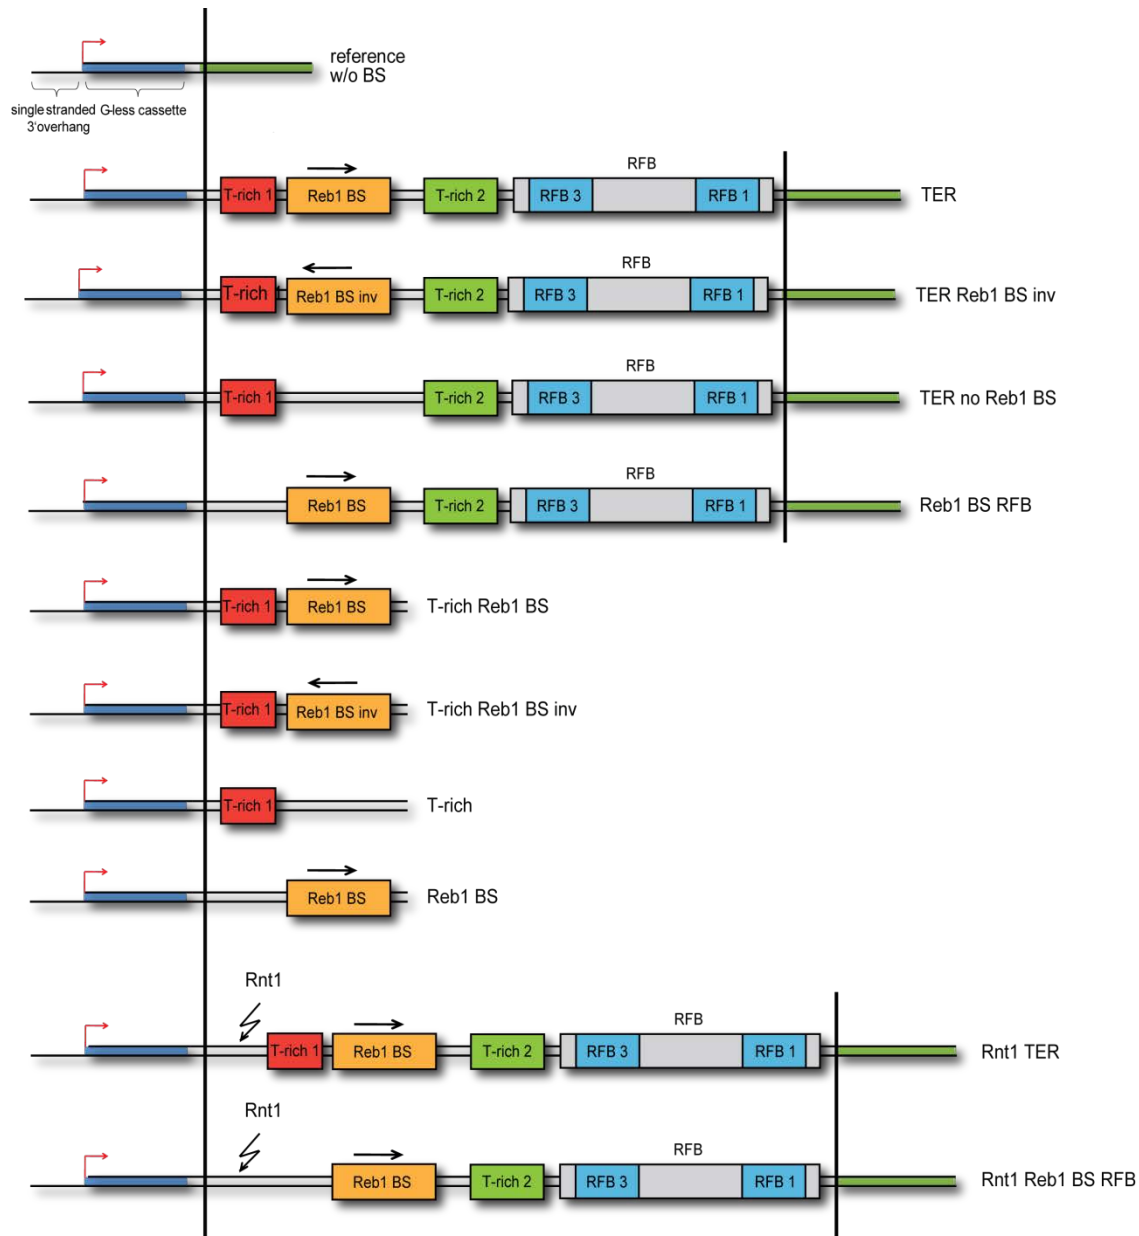 reference
w/o BS
single stranded G-less cassette
3'overhang
RFB
T-rich 1 Reb1 BS T-rich 2 RFB 3 RFB 1 TER
RFB
T-rich Reb1 BS inv T-rich 2 RFB 3 RFB 1 TER Reb1 BS inv
RFB
T-rich 1 T-rich 2 RFB 3 RFB 1 TER no Reb1 BS
RFB
Reb1 BS T-rich 2 RFB 3 RFB 1 Reb1 BS RFB
T-rich 1 Reb1 BS T-rich Reb1 BS
T-rich 1 Reb1 BS inv T-rich Reb1 BS inv
T-rich 1 T-rich
Reb1 BS Reb1 BS
Rnt1
RFB
T-rich 1 Reb1 BS T-rich 2 RFB 3 RFB 1 Rnt1 TER
Rnt1
RFB
Reb1 BS T-rich 2 RFB 3 RFB 1 Rnt1 Reb1 BS RFB